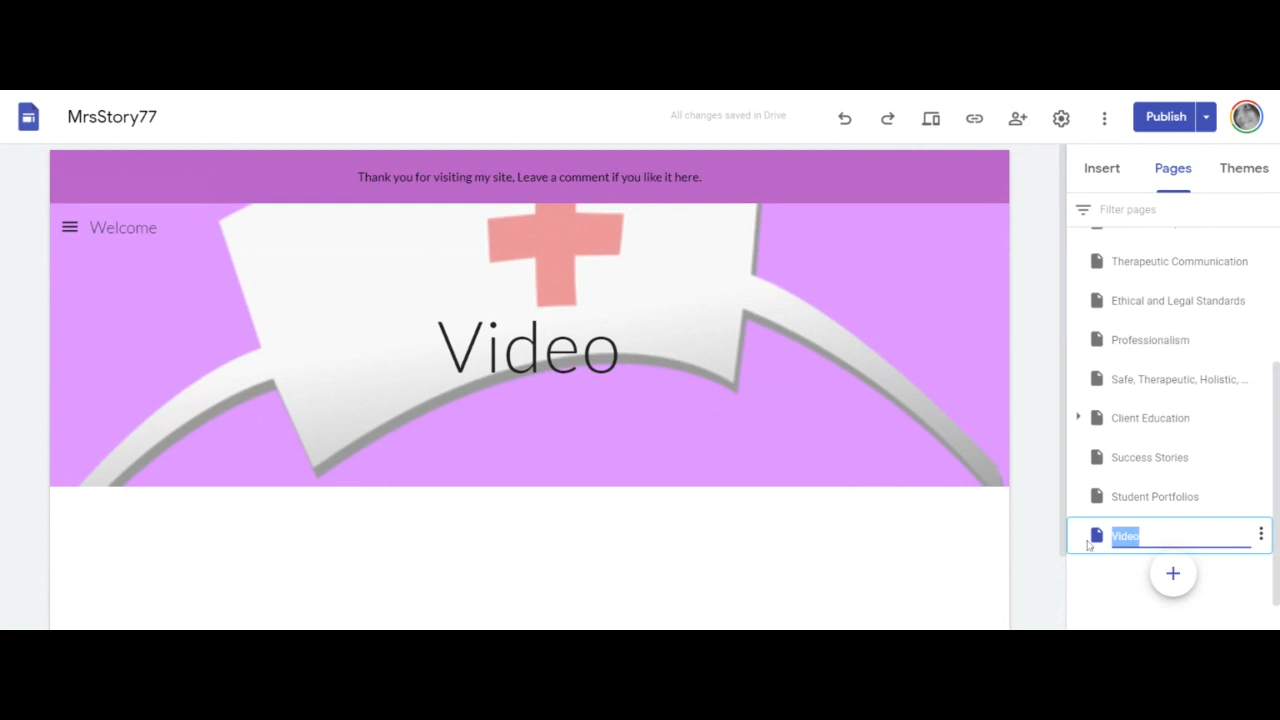 MrsStory77
All changes saved in Drive
Publish
Thank you for visiting my site, Leave a comment if you like it here.
Welcome
Video
Insert
Pages
Themes
Filter pages
Therapeutic Communication
Ethical and Legal Standards
Professionalism
Safe, Therapeutic, Holistic, ...
Client Education
Success Stories
Student Portfolios
Video